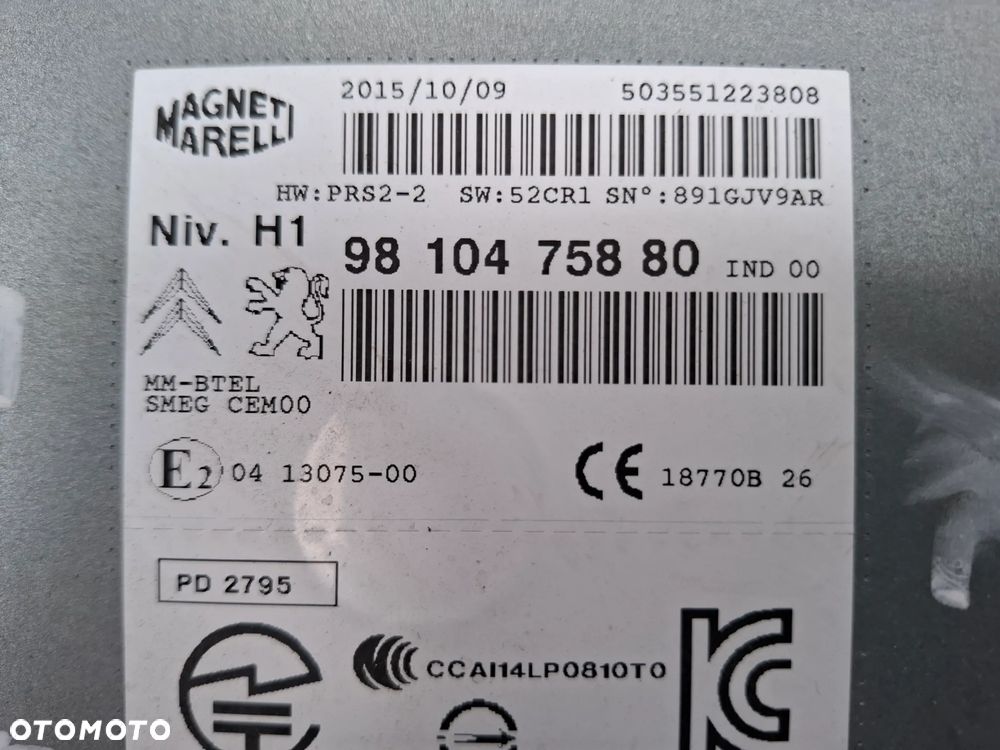 MAGNETI
MARELLI
2015/10/09 503551223808
HW:PRS2-2 SW:52CR1 SN°:891GJV9AR
Niv. H1
98 104 758 80 IND 00
MM-BTEL
SMEG CEM00
E2 04 13075-00
CE 18770B 26
PD 2795
CCAI14LP0810T0
KC
OTOMOTO